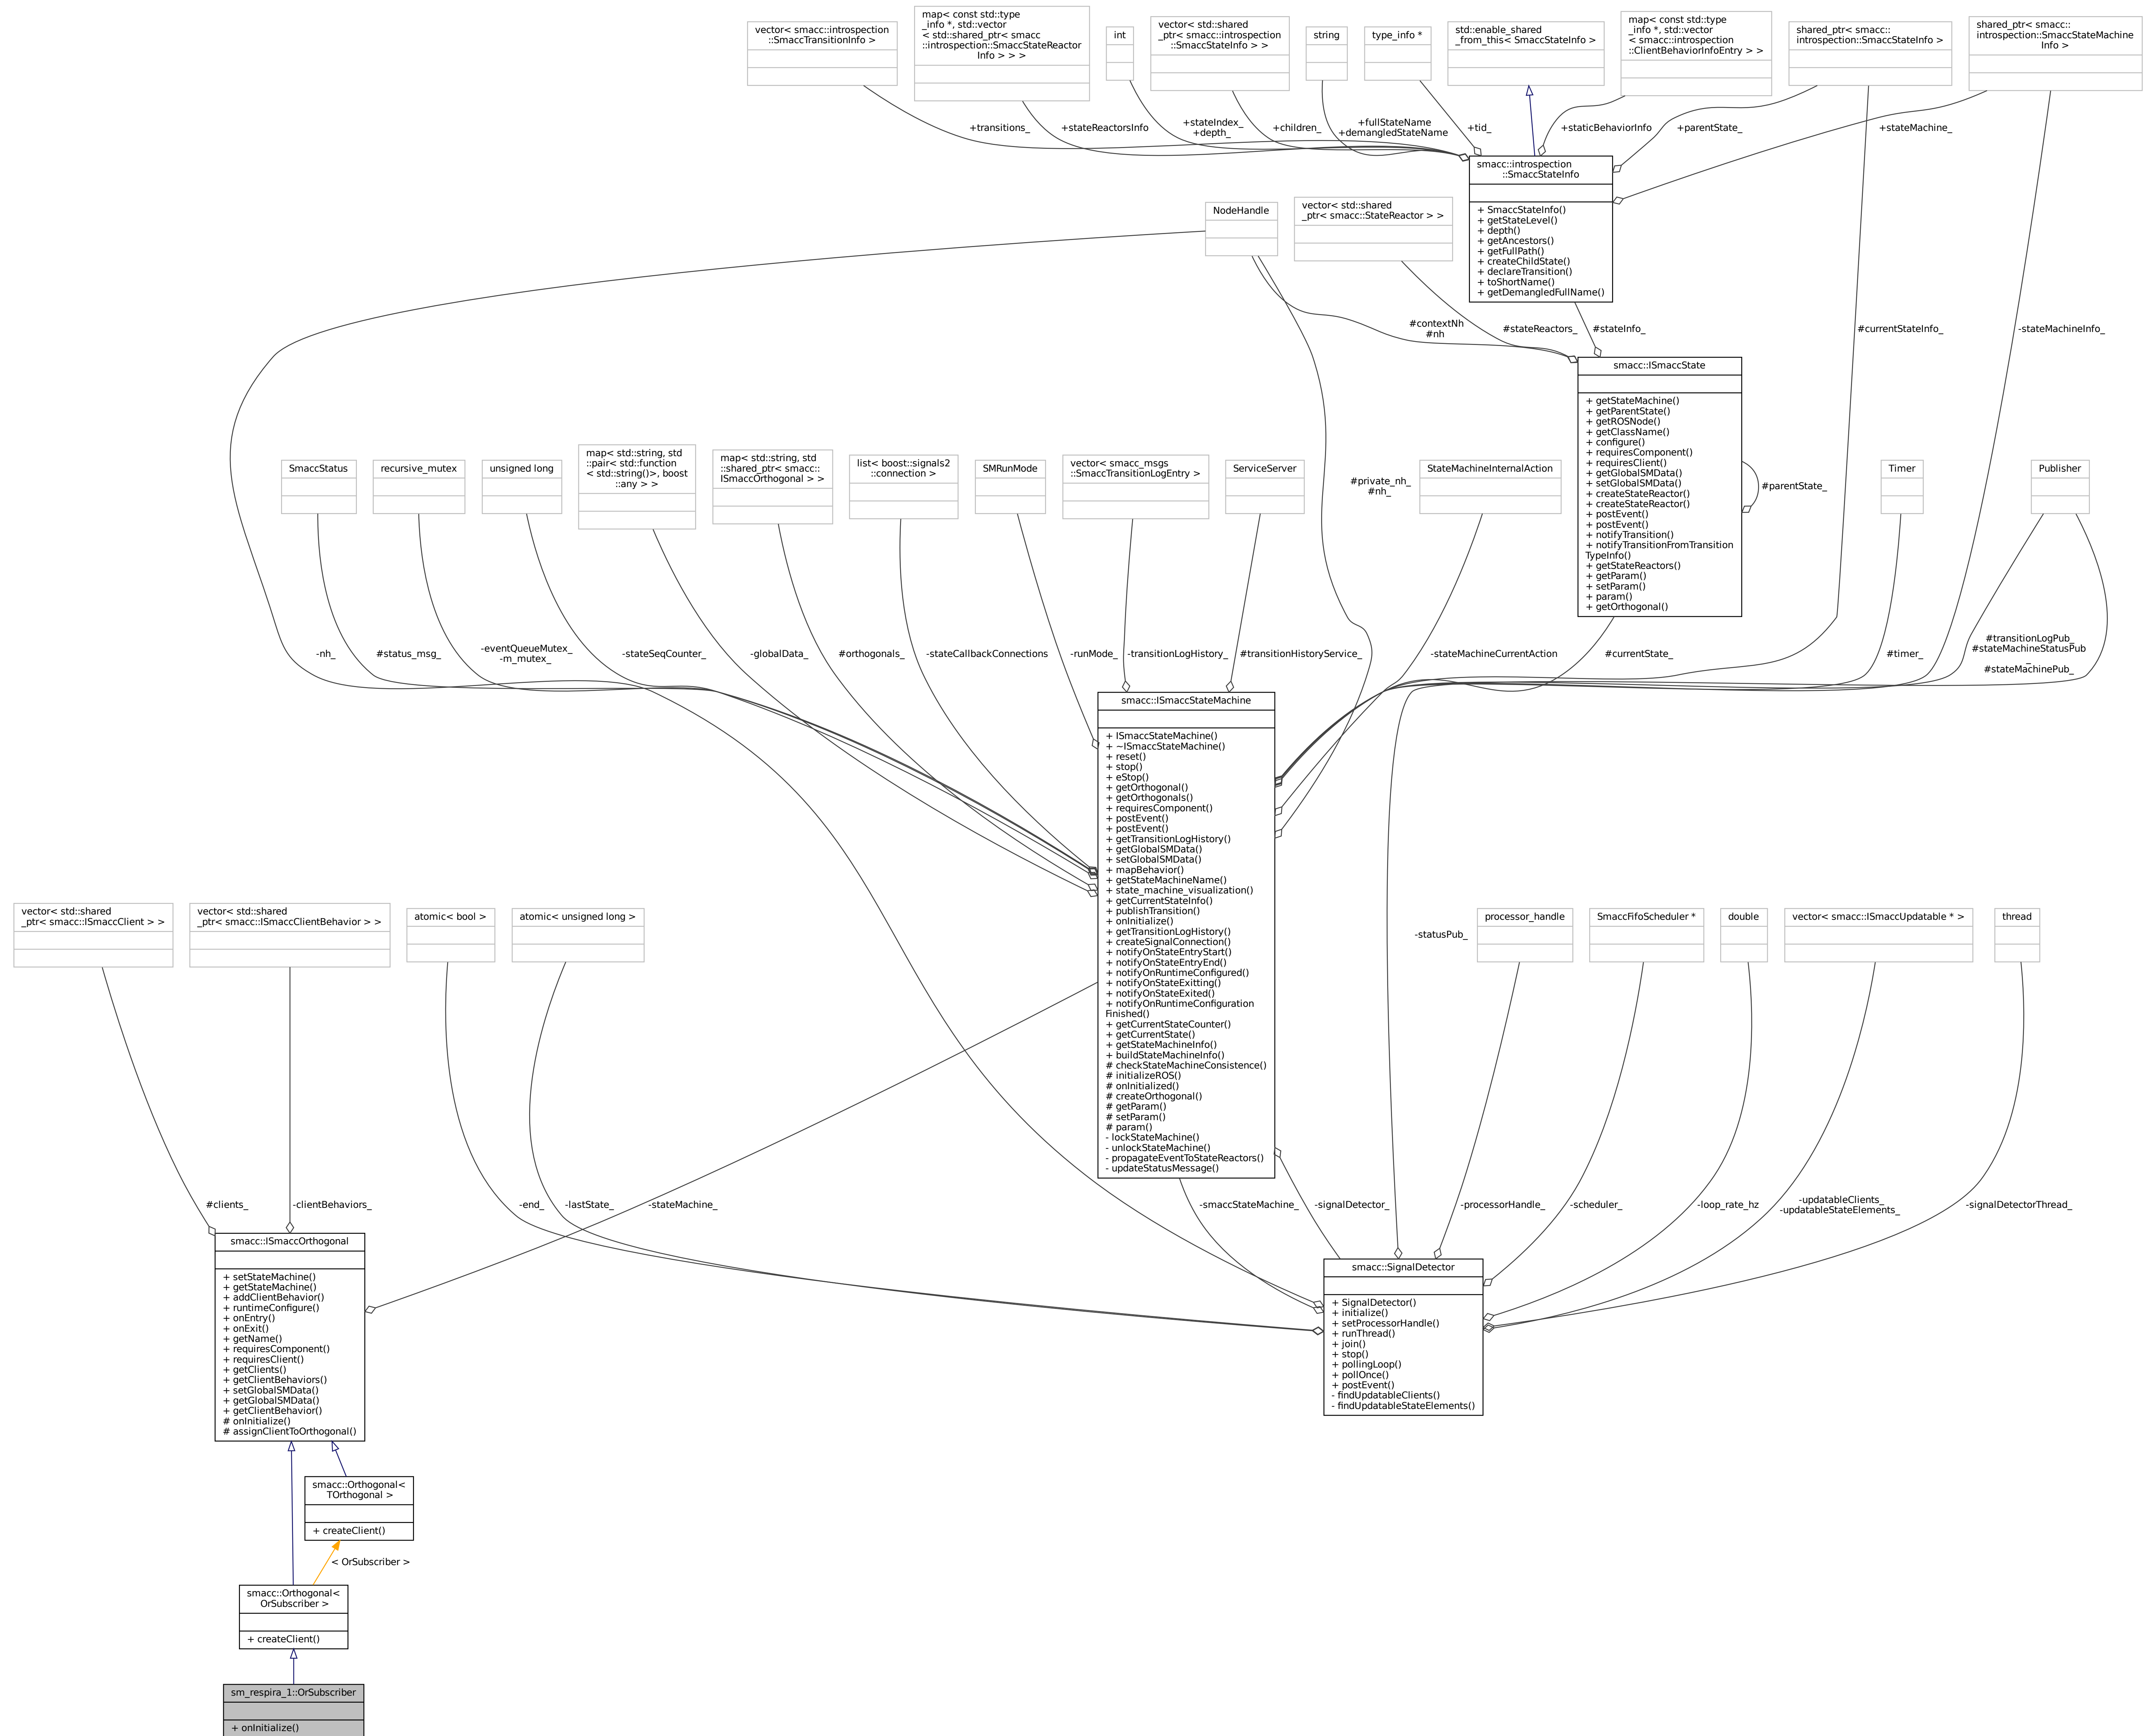 vector< smacc::introspection
::SmaccTransitionInfo >
map< const std::type
_info *, std::vector
< std::shared_ptr< smacc
::introspection::SmaccStateReactor
Info > > >
int
vector< std::shared
_ptr< smacc::introspection
::SmaccStateInfo > >
string
type_info *
std::enable_shared
_from_this< SmaccStateInfo >
map< const std::type
_info *, std::vector
< smacc::introspection
::ClientBehaviorInfoEntry > >
shared_ptr< smacc::
introspection::SmaccStateInfo >
shared_ptr< smacc::
introspection::SmaccStateMachine
Info >
+transitions_
+stateReactorsInfo
+stateIndex_
+depth_
+children_
+fullStateName
+demangledStateName
+tid_
+staticBehaviorInfo
+parentState_
+stateMachine_
smacc::introspection
::SmaccStateInfo
+ SmaccStateInfo()
+ getStateLevel()
+ depth()
+ getAncestors()
+ getFullPath()
+ createChildState()
+ declareTransition()
+ toShortName()
+ getDemangledFullName()
NodeHandle
vector< std::shared
_ptr< smacc::StateReactor > >
#contextNh
#nh
#stateReactors_
#stateInfo_
#currentStateInfo_
-stateMachineInfo_
smacc::ISmaccState
+ getStateMachine()
+ getParentState()
+ getROSNode()
+ getClassName()
+ configure()
+ requiresComponent()
+ requiresClient()
+ getGlobalSMData()
+ setGlobalSMData()
+ createStateReactor()
+ createStateReactor()
+ postEvent()
+ postEvent()
+ notifyTransition()
+ notifyTransitionFromTransition
TypeInfo()
+ getStateReactors()
+ getParam()
+ setParam()
+ param()
+ getOrthogonal()
#parentState_
SmaccStatus
recursive_mutex
unsigned long
map< std::string, std
::pair< std::function
< std::string()>, boost
::any > >
map< std::string, std
::shared_ptr< smacc::
ISmaccOrthogonal > >
list< boost::signals2
::connection >
SMRunMode
vector< smacc_msgs
::SmaccTransitionLogEntry >
ServiceServer
#private_nh_
#nh_
StateMachineInternalAction
Timer
Publisher
-nh_
#status_msg_
-eventQueueMutex_
-m_mutex_
-stateSeqCounter_
-globalData_
#orthogonals_
-stateCallbackConnections
-runMode_
-transitionLogHistory_
#transitionHistoryService_
-stateMachineCurrentAction
#currentState_
#timer_
#transitionLogPub_
#stateMachineStatusPub
_
#stateMachinePub_
smacc::ISmaccStateMachine
+ ISmaccStateMachine()
+ ~ISmaccStateMachine()
+ reset()
+ stop()
+ eStop()
+ getOrthogonal()
+ getOrthogonals()
+ requiresComponent()
+ postEvent()
+ postEvent()
+ getTransitionLogHistory()
+ getGlobalSMData()
+ setGlobalSMData()
+ mapBehavior()
+ getStateMachineName()
+ state_machine_visualization()
+ getCurrentStateInfo()
+ publishTransition()
+ onInitialize()
+ getTransitionLogHistory()
+ createSignalConnection()
+ notifyOnStateEntryStart()
+ notifyOnStateEntryEnd()
+ notifyOnRuntimeConfigured()
+ notifyOnStateExitting()
+ notifyOnStateExited()
+ notifyOnRuntimeConfiguration
Finished()
+ getCurrentStateCounter()
+ getCurrentState()
+ getStateMachineInfo()
+ buildStateMachineInfo()
# checkStateMachineConsistence()
# initializeROS()
# onInitialized()
# createOrthogonal()
# getParam()
# setParam()
# param()
- lockStateMachine()
- unlockStateMachine()
- propagateEventToStateReactors()
- updateStatusMessage()
vector< std::shared
_ptr< smacc::ISmaccClient > >
vector< std::shared
_ptr< smacc::ISmaccClientBehavior > >
atomic< bool >
atomic< unsigned long >
-statusPub_
processor_handle
SmaccFifoScheduler *
double
vector< smacc::ISmaccUpdatable * >
thread
#clients_
-clientBehaviors_
-end_
-lastState_
-stateMachine_
-smaccStateMachine_
-signalDetector_
-processorHandle_
-scheduler_
-loop_rate_hz
-updatableClients_
-updatableStateElements_
-signalDetectorThread_
smacc::ISmaccOrthogonal
+ setStateMachine()
+ getStateMachine()
+ addClientBehavior()
+ runtimeConfigure()
+ onEntry()
+ onExit()
+ getName()
+ requiresComponent()
+ requiresClient()
+ getClients()
+ getClientBehaviors()
+ setGlobalSMData()
+ getGlobalSMData()
+ getClientBehavior()
# onInitialize()
# assignClientToOrthogonal()
smacc::SignalDetector
+ SignalDetector()
+ initialize()
+ setProcessorHandle()
+ runThread()
+ join()
+ stop()
+ pollingLoop()
+ pollOnce()
+ postEvent()
- findUpdatableClients()
- findUpdatableStateElements()
smacc::Orthogonal<
TOrthogonal >
+ createClient()
< OrSubscriber >
smacc::Orthogonal<
OrSubscriber >
+ createClient()
sm_respira_1::OrSubscriber
+ onInitialize()